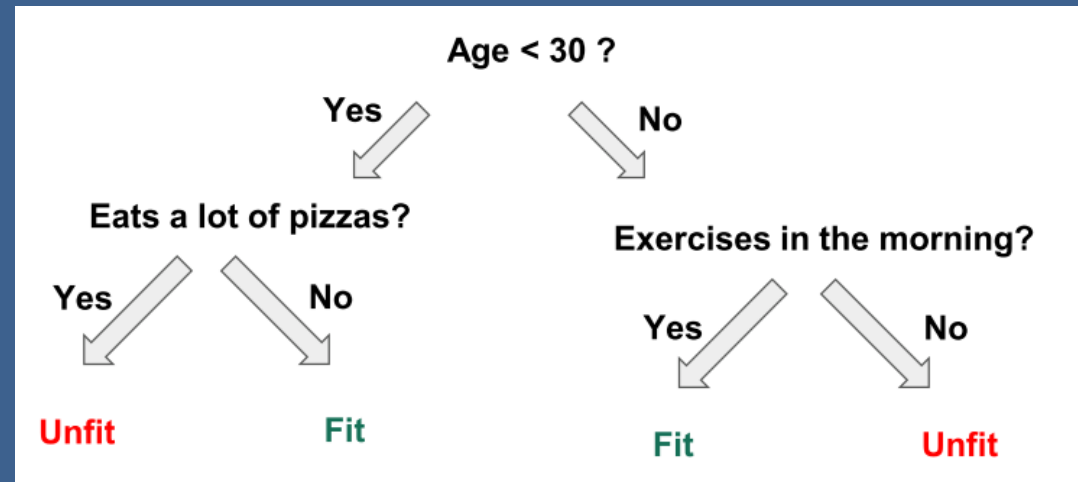 Age < 30 ?
Yes
No
Eats a lot of pizzas?
Exercises in the morning?
Yes
No
Yes
No
Unfit
Fit
Fit
Unfit